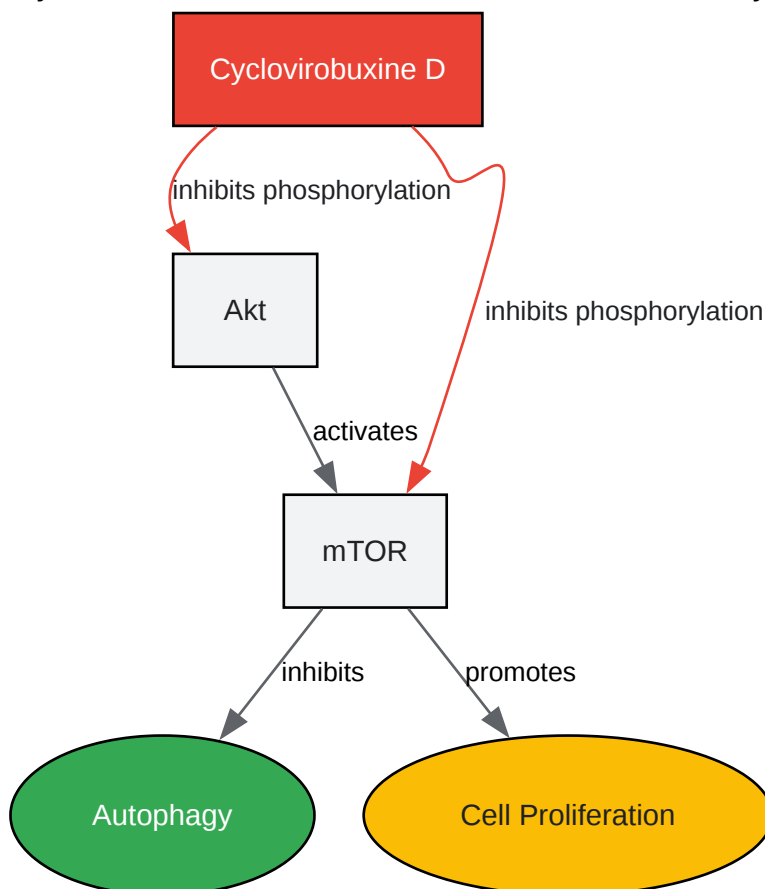 Cyclovirobuxine D
inhibits phosphorylation
Akt
inhibits phosphorylation
activates
mTOR
inhibits
promotes
Autophagy
Cell Proliferation